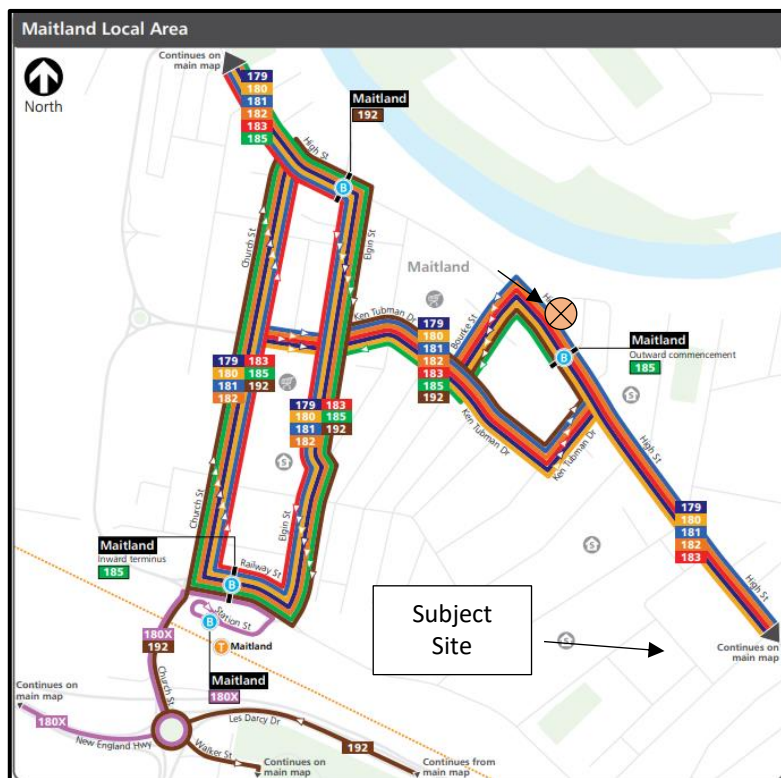 Maitland Local Area
Continues on
main map
North
179
180
181
182
183
185
Maitland
192
High St
Church St
Elgin St
Maitland
Ken Tubman Dr
Bourke St
179
180
181
182
183
185
192
Maitland
Outward commencement
185
179 183
180 185
181 192
182
179 183
180 185
181 192
182
Ken Tubman Dr
Ken Tubman Dr
High St
Church St
Elgin St
179
180
181
182
183
High St
Continues on
main map
Maitland
Inward terminus
185
Railway St
Station St
B
B
B
B
T Maitland
Maitland
180X
180X
192
Church St
Subject
Site
Continues on
main map
180X
New England Hwy
Les Darcy Dr
Walker St
192
Continues on
main map
Continues from
main map